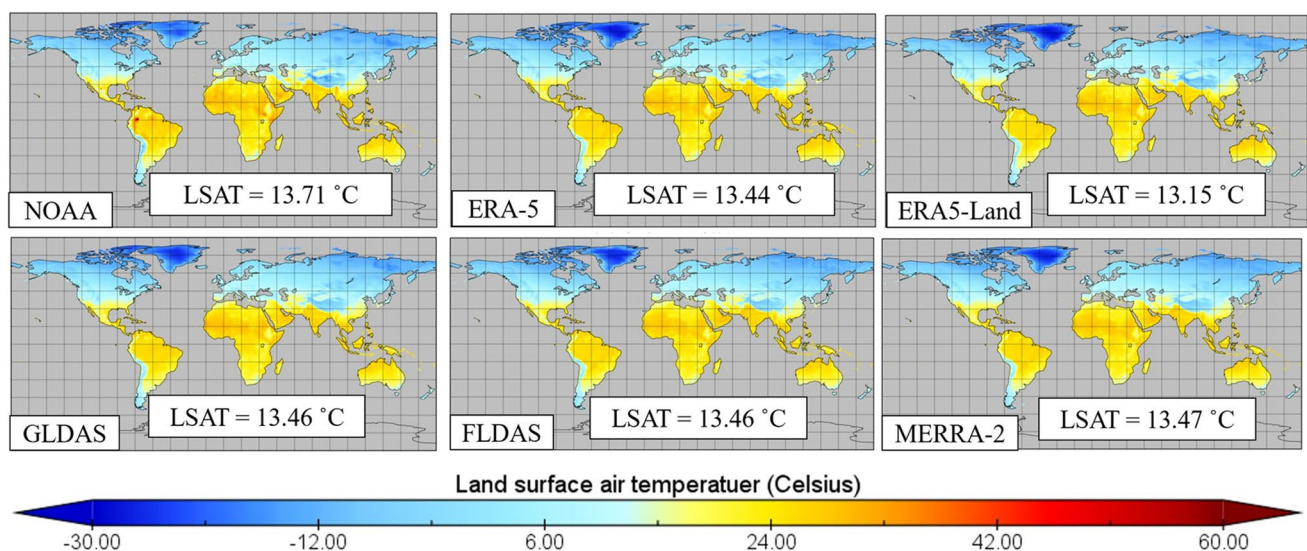 LSAT = 13.71 ˚C
NOAA
LSAT = 13.44 ˚C
ERA-5
LSAT = 13.15 ˚C
ERA5-Land
LSAT = 13.46 ˚C
GLDAS
LSAT = 13.46 ˚C
FLDAS
LSAT = 13.47 ˚C
MERRA-2
Land surface air temperatuer (Celsius)
-30.00 -12.00 6.00 24.00 42.00 60.00